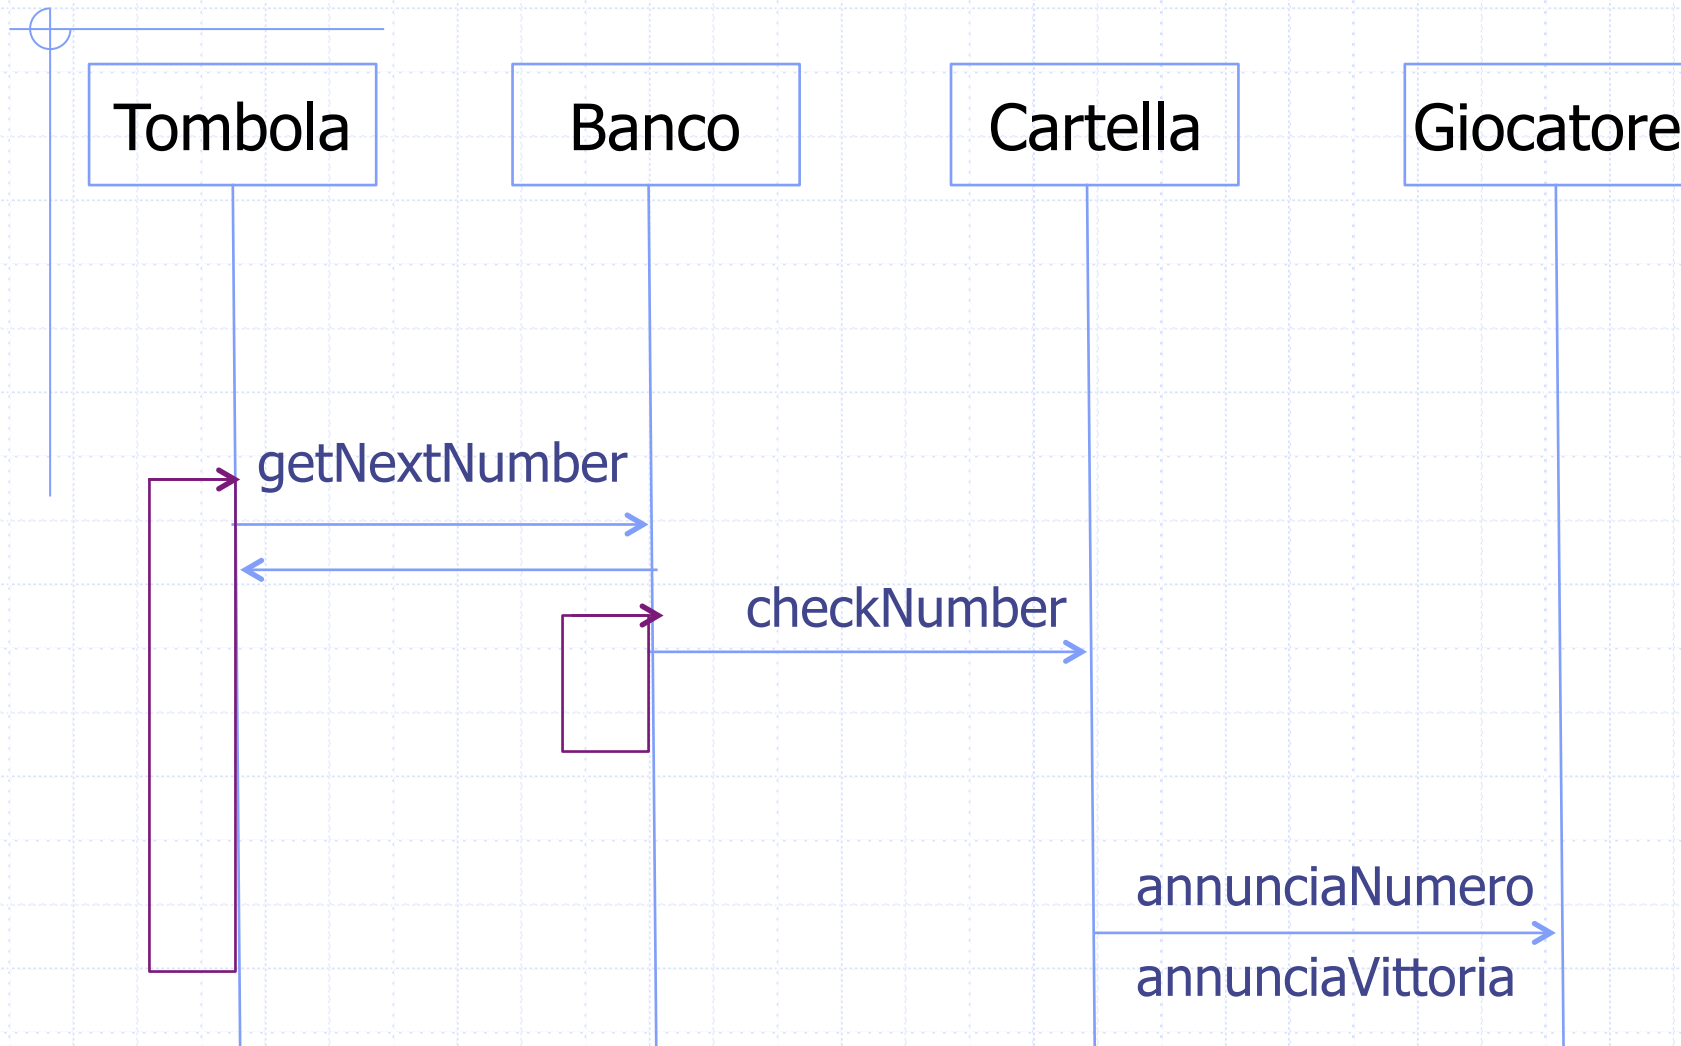 Tombola
Banco
Cartella
Giocatore
getNextNumber
checkNumber
annunciaNumero
annunciaVittoria